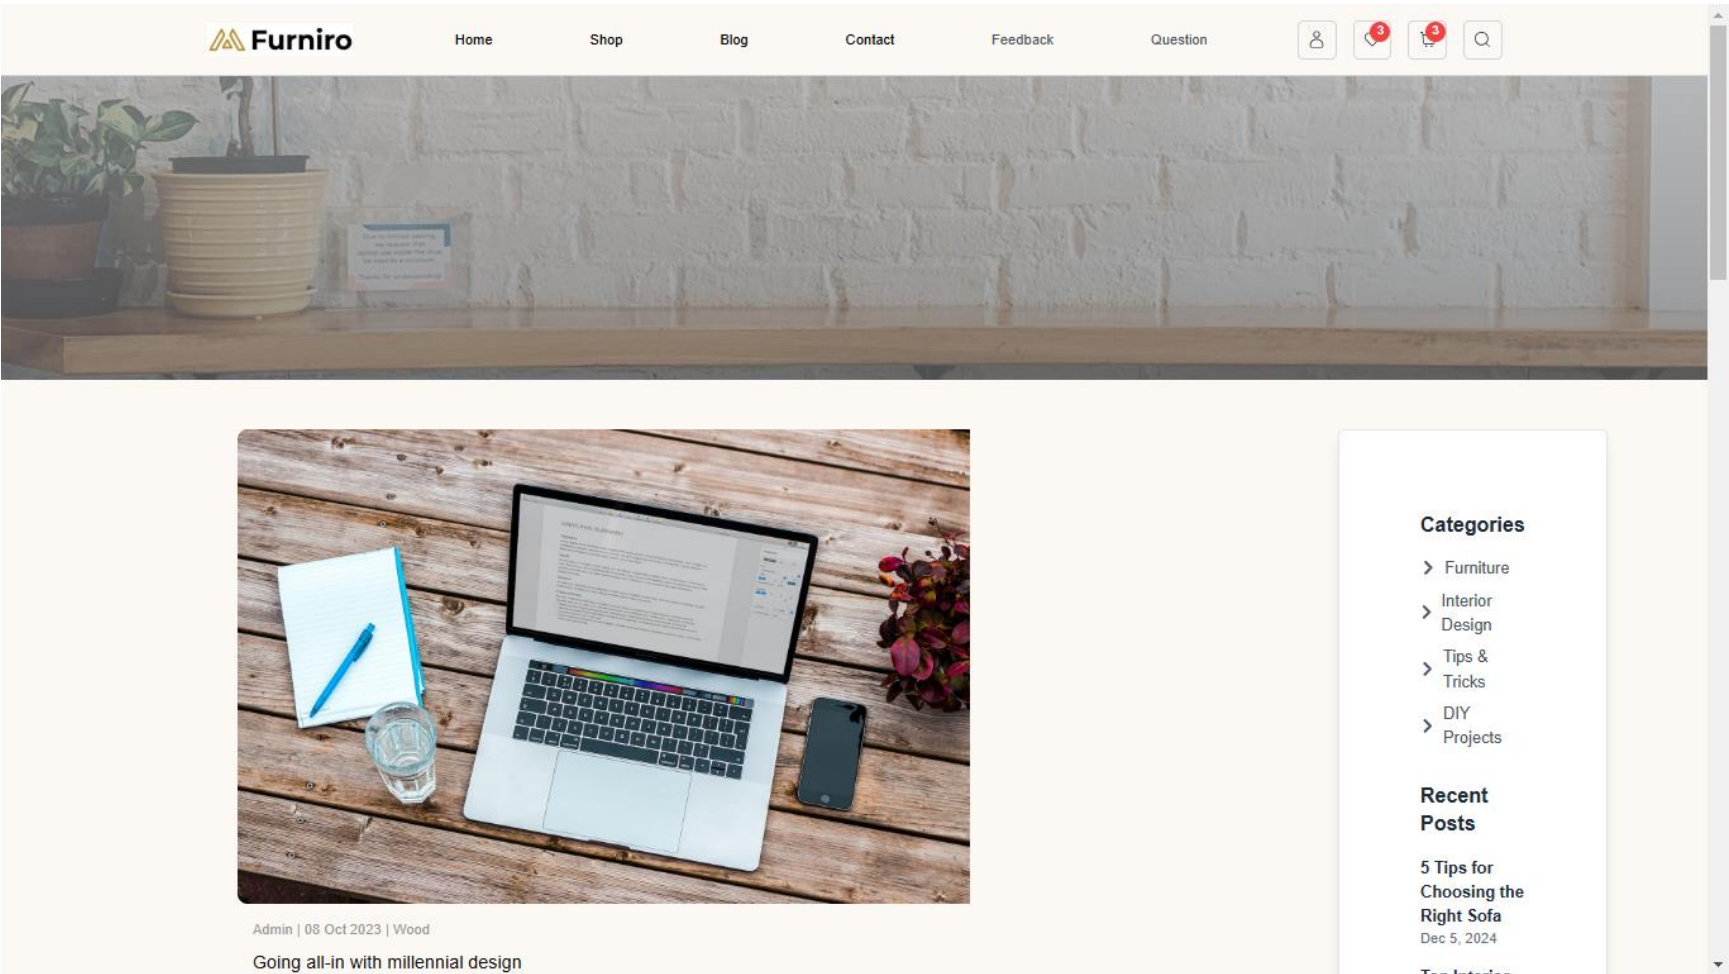 Furniro
Home
Shop
Blog
Contact
Feedback
Question
3
3
Admin | 08 Oct 2023 | Wood
Going all-in with millennial design
Categories
Furniture
Interior
Design
Tips &
Tricks
DIY
Projects
Recent
Posts
5 Tips for
Choosing the
Right Sofa
Dec 5, 2024